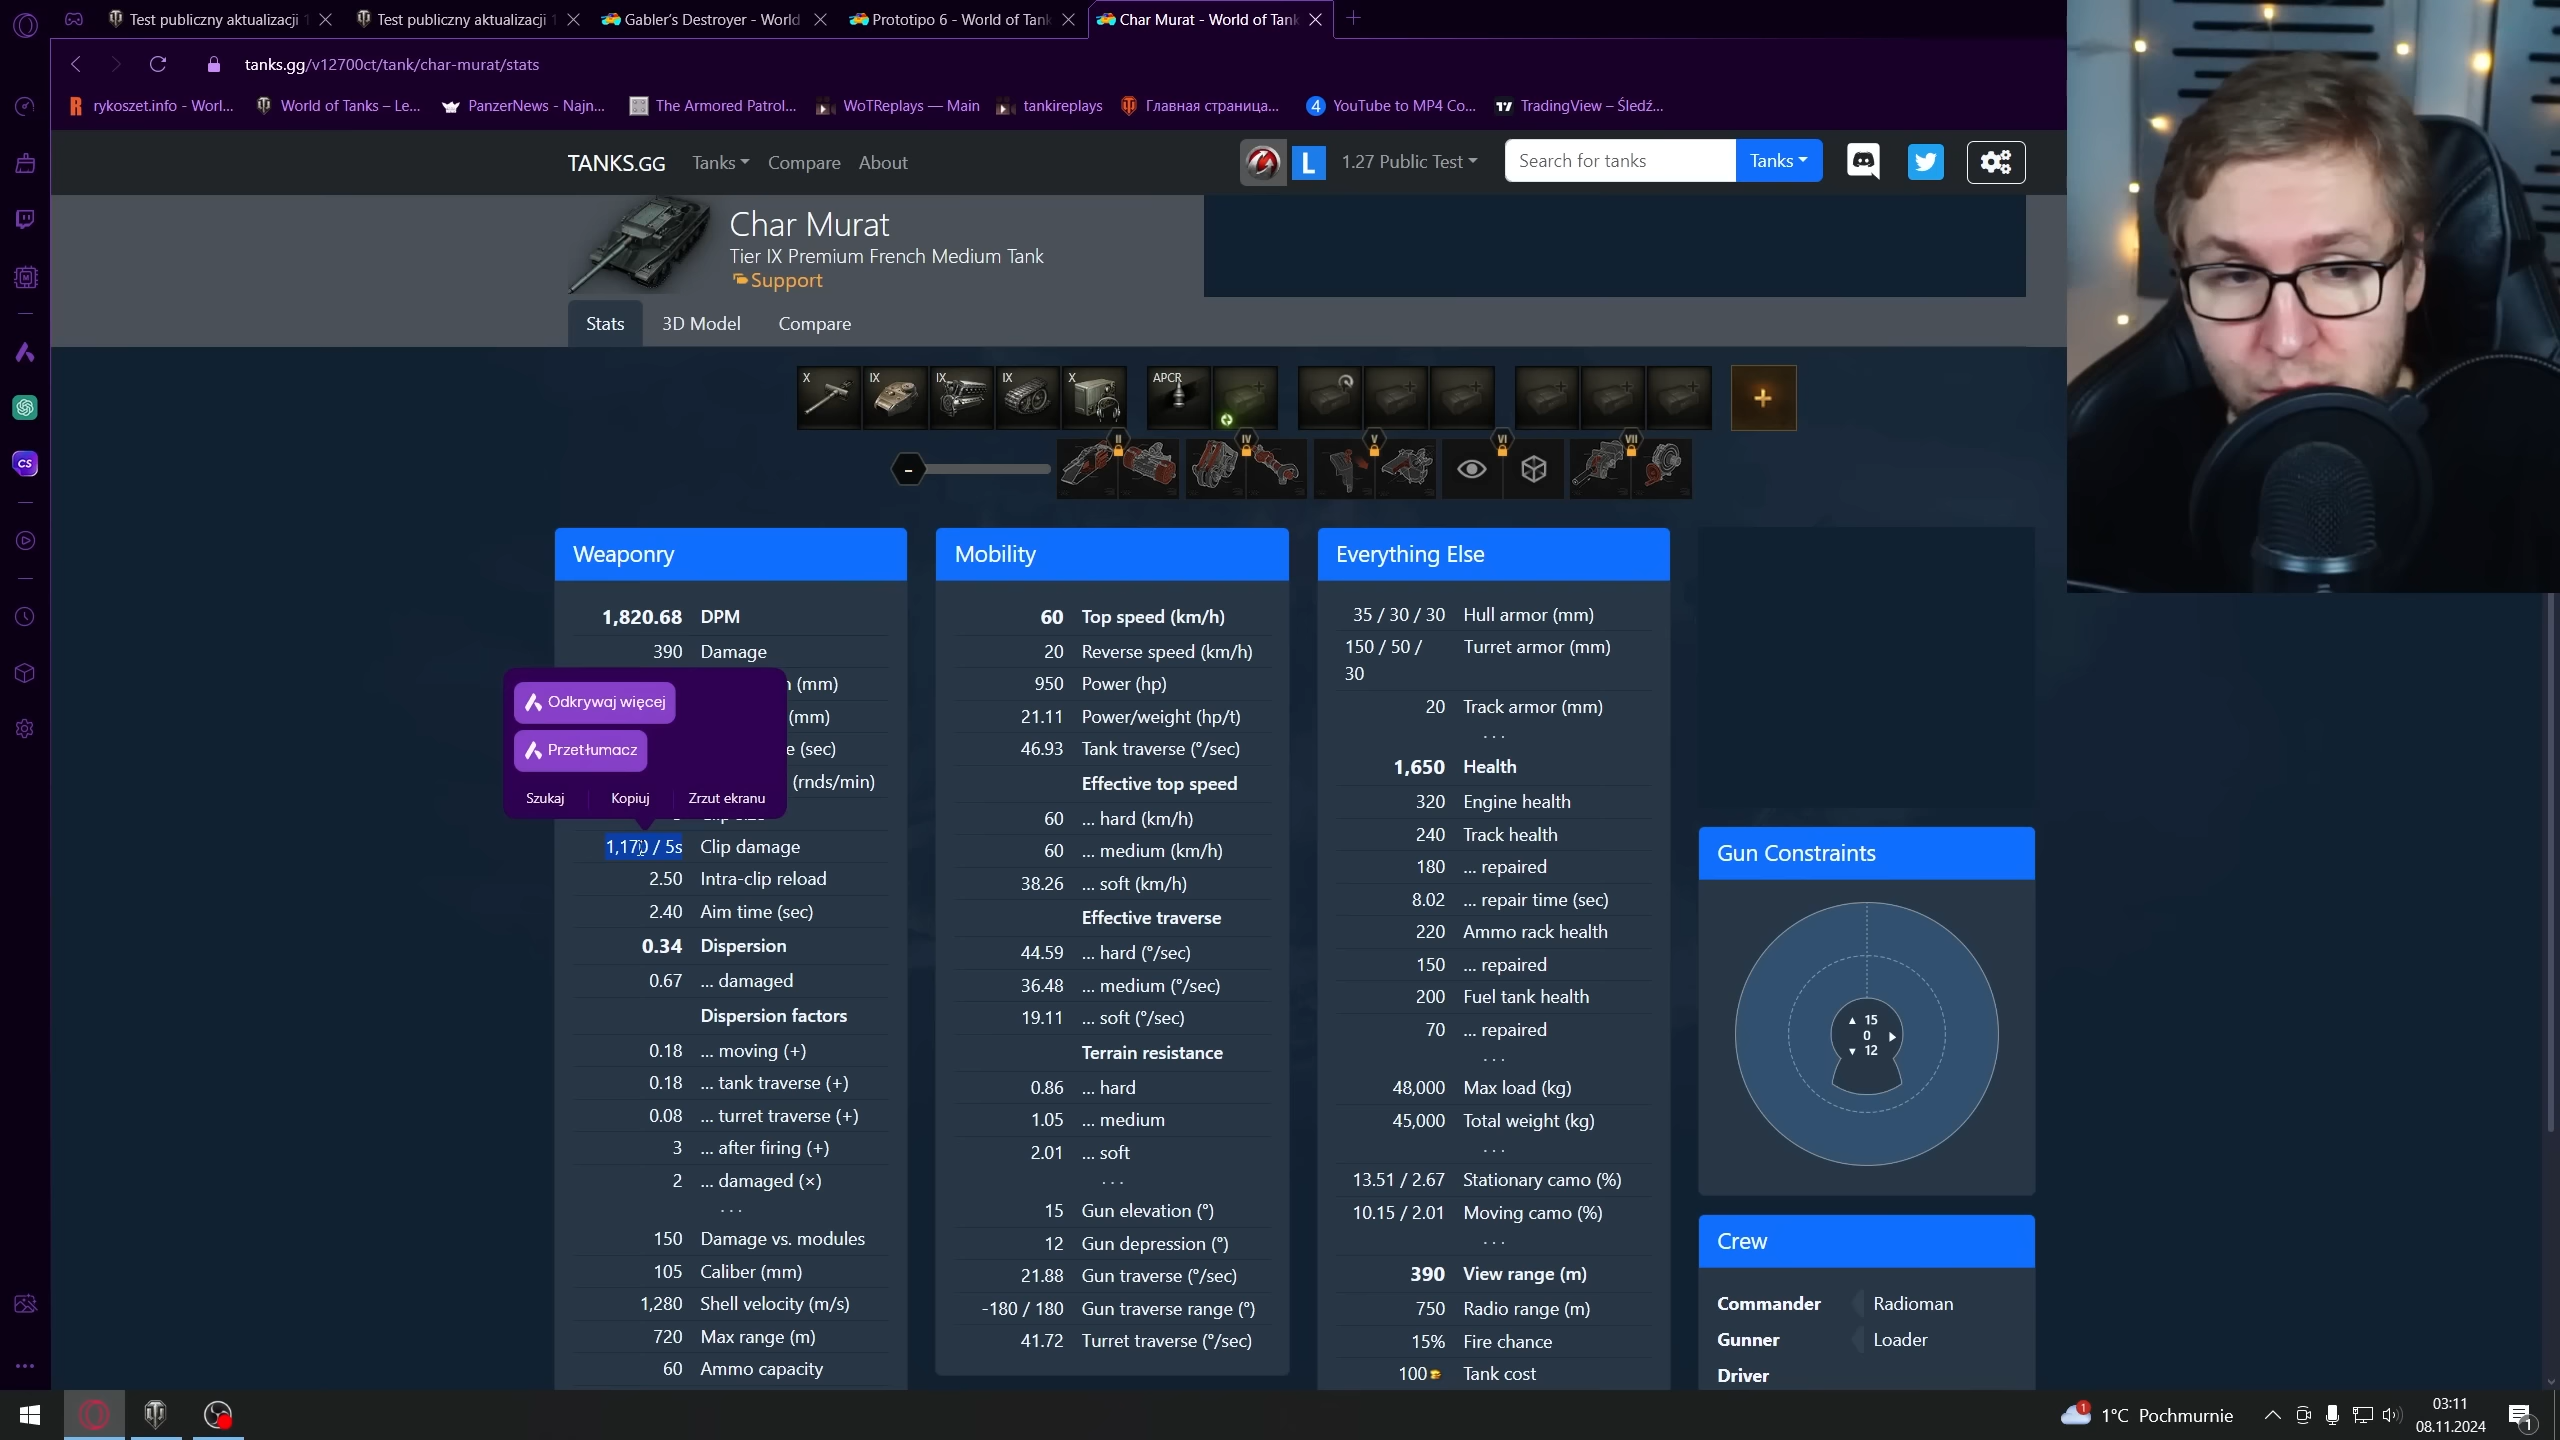 Test publiczny aktualizacji 1
Test publiczny aktualizacji 1
Gabler's Destroyer - World
Prototipo 6 - World of Tank
Char Murat - World of Tank
tanks.gg/v12700ct/tank/char-murat/stats
rykoszet.info - Worl...
World of Tanks – Le...
PanzerNews - Najn...
The Armored Patrol...
WoTReplays — Main
tankireplays
Главная страница...
YouTube to MP4 Co...
TradingView – Śledź...
TANKS.GG
Tanks
Compare
About
L
1.27 Public Test
Search for tanks
Tanks
Char Murat
Tier IX Premium French Medium Tank
Support
Stats
3D Model
Compare
X
IX
IX
IX
X
APCR
II
IV
V
VI
VII
Weaponry
1,820.68 DPM
390 Damage
(mm)
(mm)
(sec)
(rnds/min)
Odkrywaj więcej
Przetłumacz
Szukaj
Kopiuj
Zrzut ekranu
1,170 / 5s Clip damage
2.50 Intra-clip reload
2.40 Aim time (sec)
0.34 Dispersion
0.67 ... damaged
Dispersion factors
0.18 ... moving (+)
0.18 ... tank traverse (+)
0.08 ... turret traverse (+)
3 ... after firing (+)
2 ... damaged (×)
...
150 Damage vs. modules
105 Caliber (mm)
1,280 Shell velocity (m/s)
720 Max range (m)
60 Ammo capacity
Mobility
60 Top speed (km/h)
20 Reverse speed (km/h)
950 Power (hp)
21.11 Power/weight (hp/t)
46.93 Tank traverse (°/sec)
Effective top speed
60 ... hard (km/h)
60 ... medium (km/h)
38.26 ... soft (km/h)
Effective traverse
44.59 ... hard (°/sec)
36.48 ... medium (°/sec)
19.11 ... soft (°/sec)
Terrain resistance
0.86 ... hard
1.05 ... medium
2.01 ... soft
...
15 Gun elevation (°)
12 Gun depression (°)
21.88 Gun traverse (°/sec)
-180 / 180 Gun traverse range (°)
41.72 Turret traverse (°/sec)
Everything Else
35 / 30 / 30 Hull armor (mm)
150 / 50 / Turret armor (mm)
30
20 Track armor (mm)
...
1,650 Health
320 Engine health
240 Track health
180 ... repaired
8.02 ... repair time (sec)
220 Ammo rack health
150 ... repaired
200 Fuel tank health
70 ... repaired
...
48,000 Max load (kg)
45,000 Total weight (kg)
...
13.51 / 2.67 Stationary camo (%)
10.15 / 2.01 Moving camo (%)
...
390 View range (m)
750 Radio range (m)
15% Fire chance
100 Tank cost
Gun Constraints
15
0
12
Crew
Commander Radioman
Gunner Loader
Driver
1°C Pochmurnie
03:11
08.11.2024